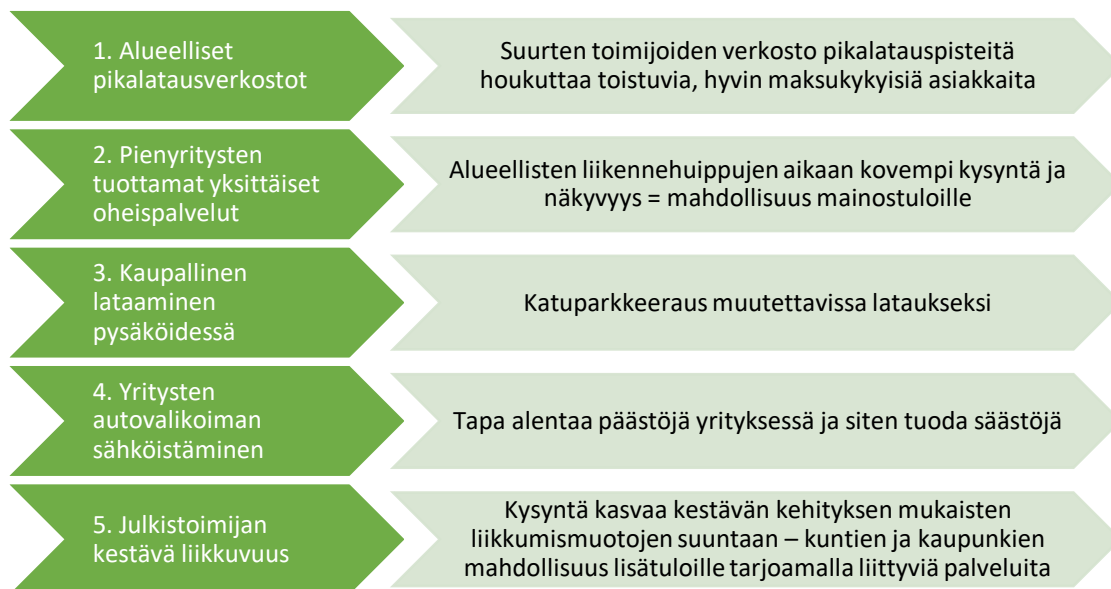 1. Alueelliset
pikalatausverkostot
Suurten toimijoiden verkosto pikalatauspisteitä
houkuttaa toistuvia, hyvin maksukykyisiä asiakkaita
2. Pienyritysten
tuottamat yksittäiset
oheispalvelut
Alueellisten liikennehuippujen aikaan kovempi kysyntä ja
näkyvyys = mahdollisuus mainostuloille
3. Kaupallinen
lataaminen
pysäköidessä
Katuparkkeeraus muutettavissa lataukseksi
4. Yritysten
autovalikoiman
sähköistäminen
Tapa alentaa päästöjä yrityksessä ja siten tuoda säästöjä
5. Julkistoimijan
kestävä liikkuvuus
Kysyntä kasvaa kestävän kehityksen mukaisten
liikkumismuotojen suuntaan – kuntien ja kaupunkien
mahdollisuus lisätuloille tarjoamalla liittyviä palveluita